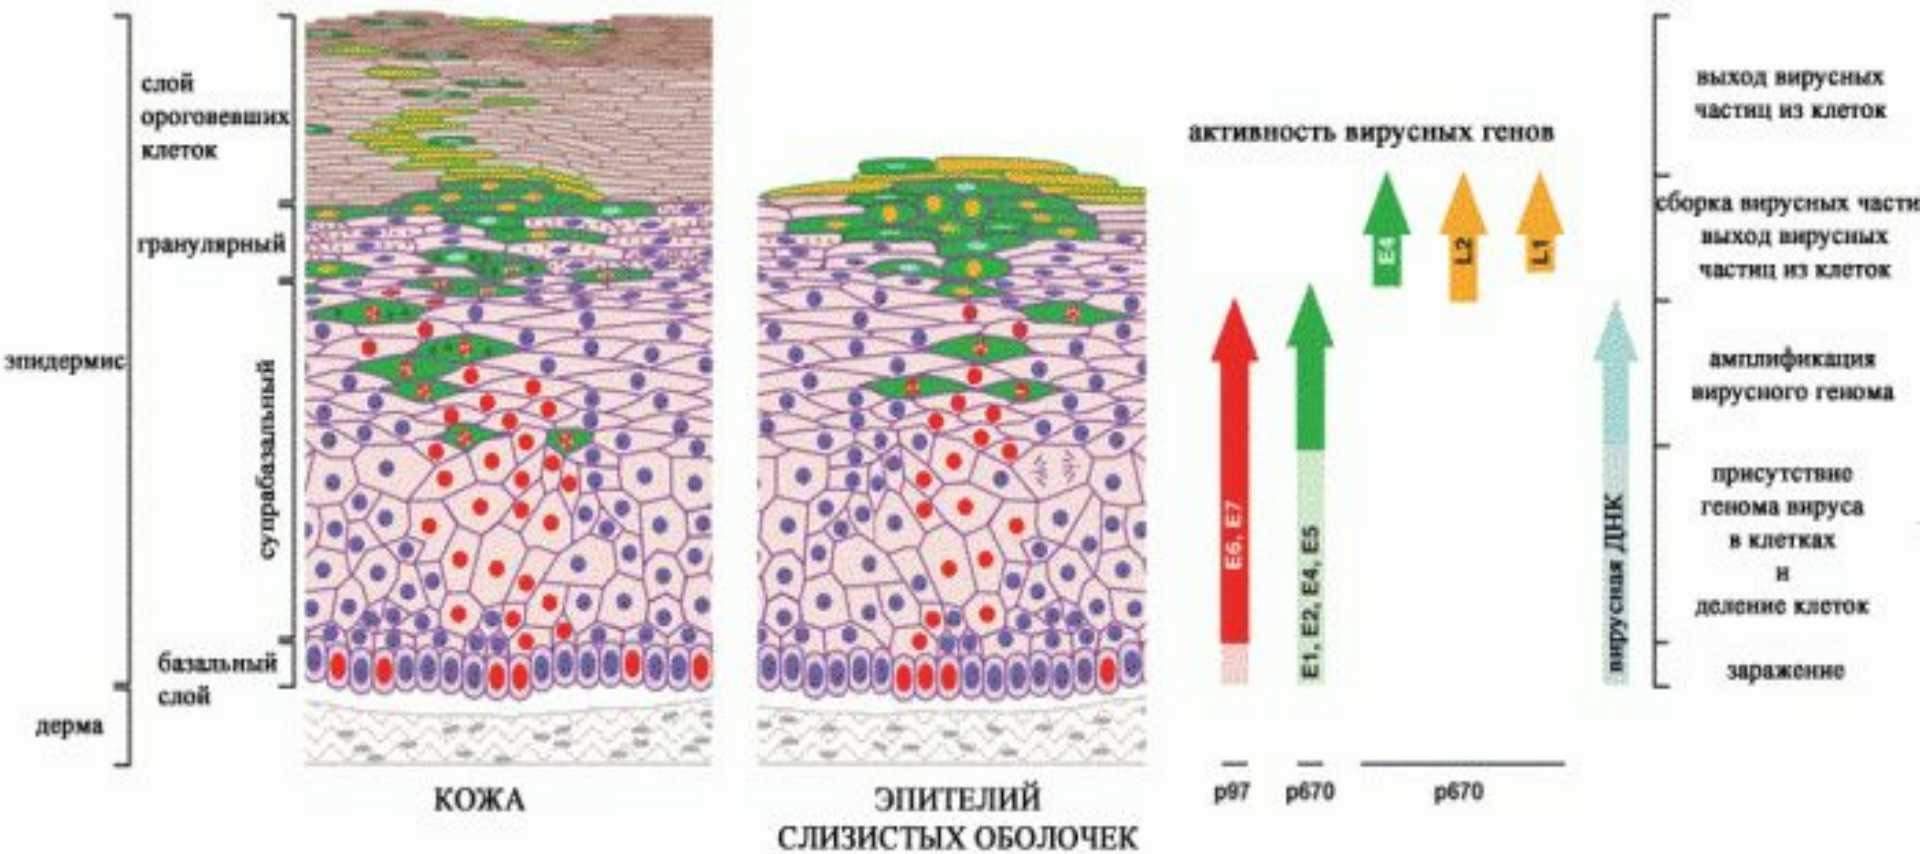 слой
ороговевших
клеток
гранулярный
эпидермис
супрабазальный
базальный
слой
дерма
КОЖА
ЭПИТЕЛИЙ
СЛИЗИСТЫХ ОБОЛОЧЕК
активность вирусных генов
E6, E7
E1, E2, E4, E5
E4
L2
L1
вирусная ДНК
p97
p670
p670
выход вирусных
частиц из клеток
сборка вирусных части
выход вирусных
частиц из клеток
амплификация
вирусного генома
присутствие
генома вируса
в клетках
и
деление клеток
заражение